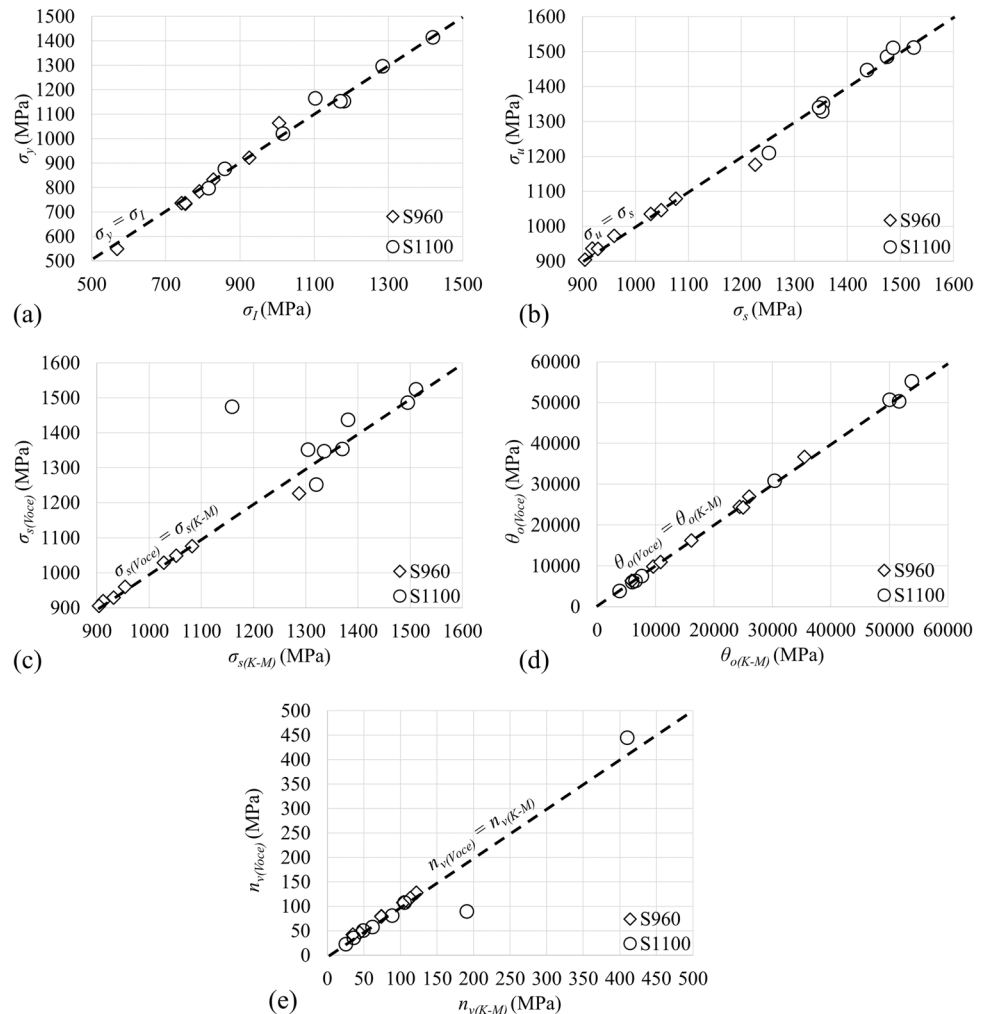 1500
1400
1300
1200
1100
1000
900
800
700
600
500
σy (MPa)
σy = σI
S960
S1100
500 700 900 1100 1300 1500
σI (MPa)
(a)
1600
1500
1400
1300
1200
1100
1000
900
σu (MPa)
σu = σs
S960
S1100
900 1000 1100 1200 1300 1400 1500 1600
σs (MPa)
(b)
1600
1500
1400
1300
1200
1100
1000
900
σs(Voce) (MPa)
σs(Voce) = σs(K-M)
S960
S1100
900 1000 1100 1200 1300 1400 1500 1600
σs(K-M) (MPa)
(c)
60000
50000
40000
30000
20000
10000
0
θo(Voce) (MPa)
θo(Voce) = θo(K-M)
S960
S1100
0 10000 20000 30000 40000 50000 60000
θo(K-M) (MPa)
(d)
500
450
400
350
300
250
200
150
100
50
0
nv(Voce) (MPa)
nv(Voce) = nv(K-M)
S960
S1100
0 50 100 150 200 250 300 350 400 450 500
nv(K-M) (MPa)
(e)